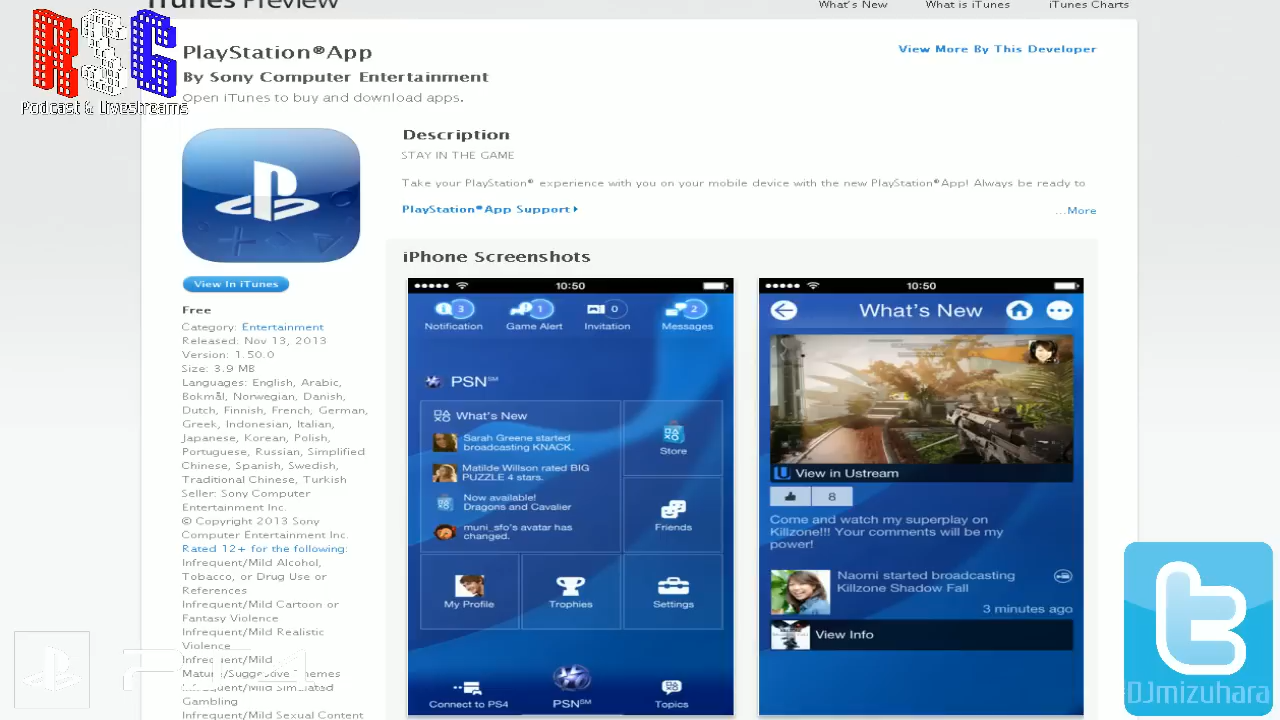 iTunes Preview
What's New
What is iTunes
iTunes Charts
RSC
Podcast & Livestreams
PlayStation®App
By Sony Computer Entertainment
Open iTunes to buy and download apps.
View More By This Developer
Description
STAY IN THE GAME
Take your PlayStation® experience with you on your mobile device with the new PlayStation®App! Always be ready to
PlayStation®App Support
...More
View In iTunes
Free
Category: Entertainment
Released: Nov 13, 2013
Version: 1.50.0
Size: 3.9 MB
Languages: English, Arabic,
Bokmål, Norwegian, Danish,
Dutch, Finnish, French, German,
Greek, Indonesian, Italian,
Japanese, Korean, Polish,
Portuguese, Russian, Simplified
Chinese, Spanish, Swedish,
Traditional Chinese, Turkish
Seller: Sony Computer
Entertainment Inc.
© Copyright 2013 Sony
Computer Entertainment Inc.
Rated 12+ for the following:
Infrequent/Mild Alcohol,
Tobacco, or Drug Use or
References
Infrequent/Mild Cartoon or
Fantasy Violence
Infrequent/Mild Realistic
Violence
Infrequent/Mild
Mature/Suggestive Themes
Infrequent/Mild Simulated
Gambling
Infrequent/Mild Sexual Content
PS4
iPhone Screenshots
10:50
3
1
0
2
Notification
Game Alert
Invitation
Messages
PSN℠
What's New
Sarah Greene started
broadcasting KNACK.
Matilde Willson rated BIG
PUZZLE 4 stars.
Now available!
Dragons and Cavalier
muni_sfo's avatar has
changed.
Store
Friends
My Profile
Trophies
Settings
Connect to PS4
PSN℠
Topics
10:50
What's New
View in Ustream
8
Come and watch my superplay on
Killzone!!! Your comments will be my
power!
Naomi started broadcasting
Killzone Shadow Fall
3 minutes ago
View Info
DJmizuhara